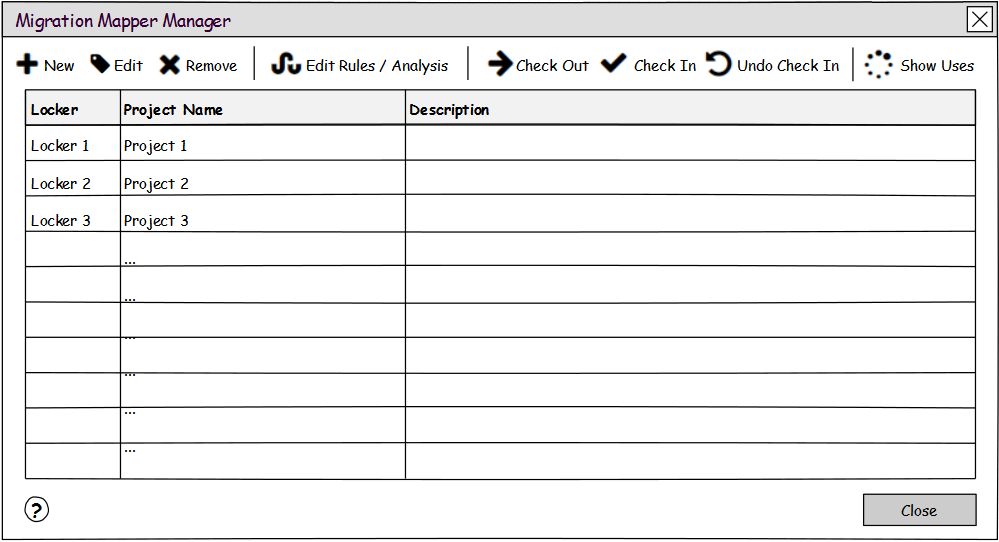 Migration Mapper Manager
New Edit Remove Edit Rules / Analysis Check Out Check In Undo Check In Show Uses
Locker Project Name Description
Locker 1 Project 1
Locker 2 Project 2
Locker 3 Project 3
...
...
...
...
...
...
? Close